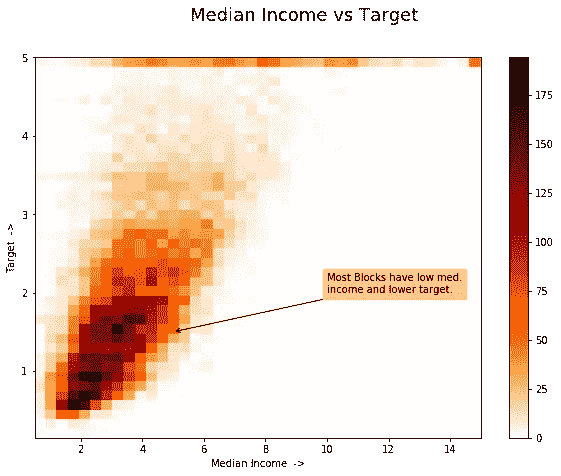 Median Income vs Target
5
4
3
2
1
Target ->
Most Blocks have low med.
income and lower target.
2 4 6 8 10 12 14
Median Income ->
175
150
125
100
75
50
25
0